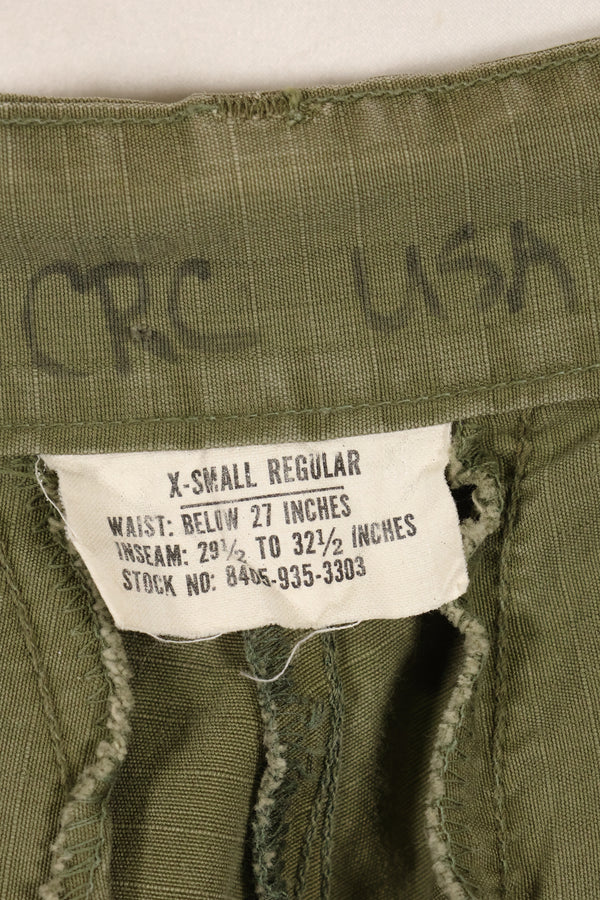 CRC USA
X-SMALL REGULAR
WAIST: BELOW 27 INCHES
INSEAM: 29½ TO 32½ INCHES
STOCK NO: 8405-935-3303